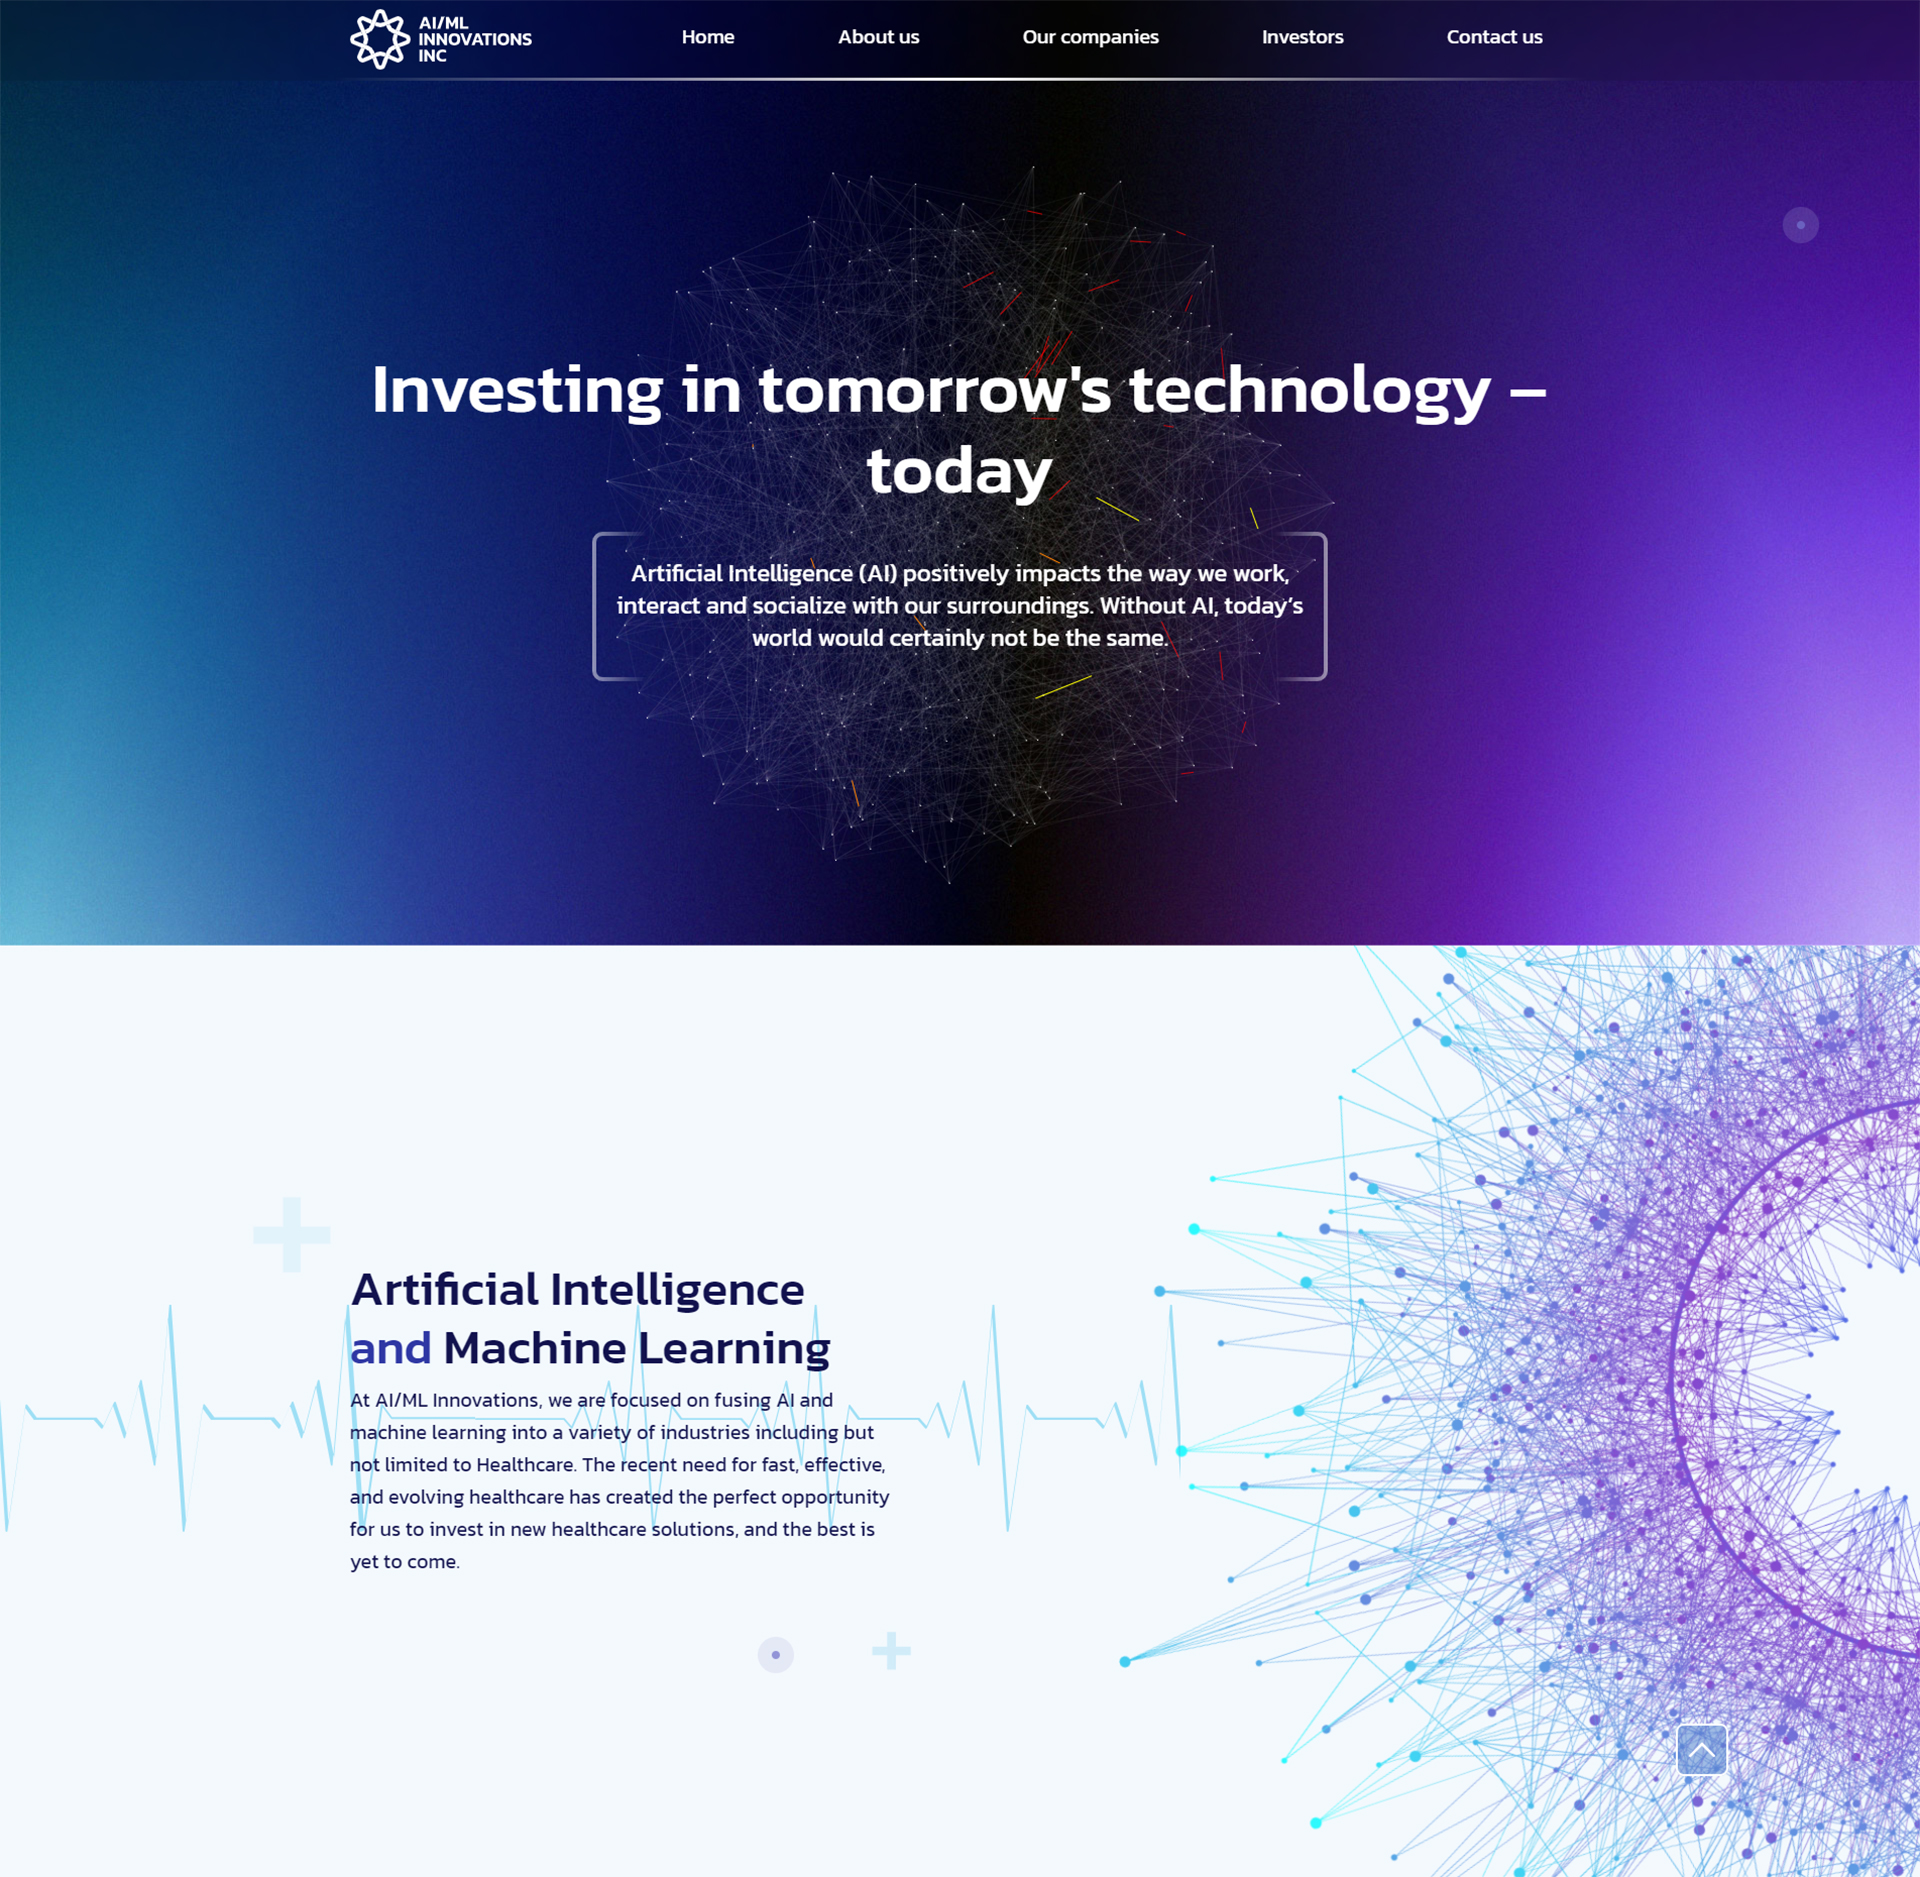 AI/ML
INNOVATIONS
INC
Home
About us
Our companies
Investors
Contact us
Investing in tomorrow's technology –
today
Artificial Intelligence (AI) positively impacts the way we work,
interact and socialize with our surroundings. Without AI, today’s
world would certainly not be the same.
Artificial Intelligence
and Machine Learning
At AI/ML Innovations, we are focused on fusing AI and
machine learning into a variety of industries including but
not limited to Healthcare. The recent need for fast, effective,
and evolving healthcare has created the perfect opportunity
for us to invest in new healthcare solutions, and the best is
yet to come.